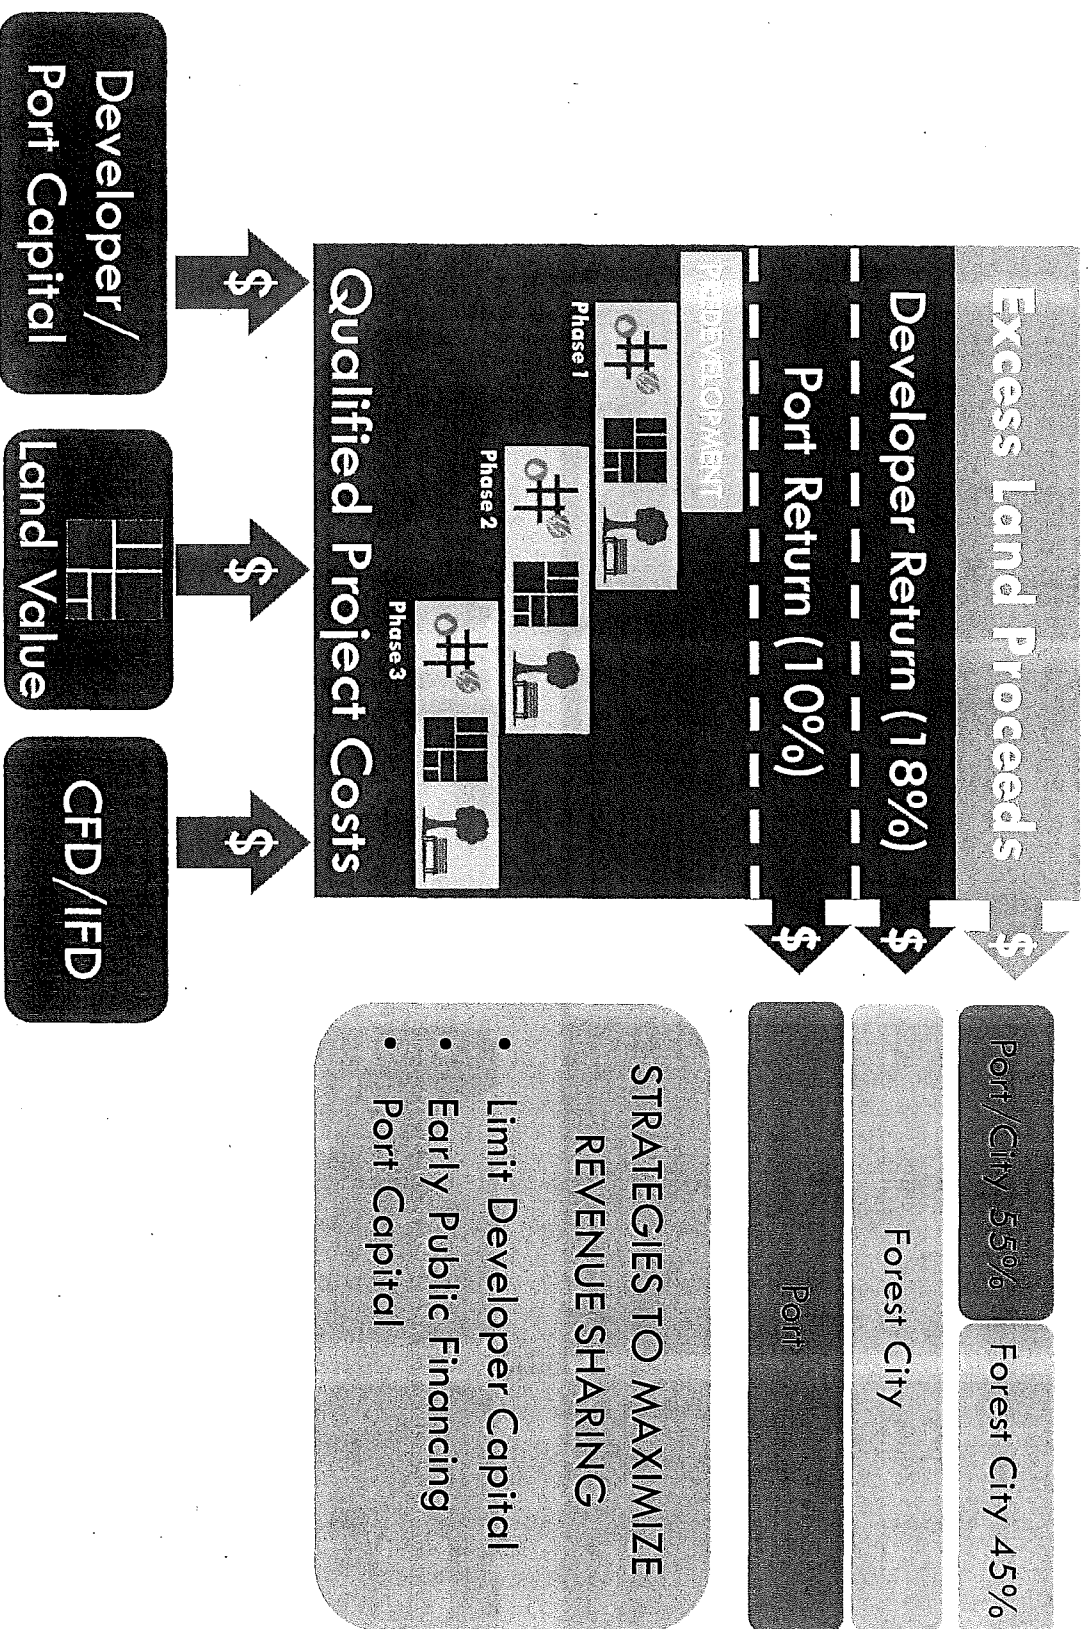 Excess Land Proceeds
$
Port/City 55%
Forest City 45%
Developer Return (18%)
$
Forest City
Port Return (10%)
$
Port
PREDEVELOPMENT
Phase 1
Phase 2
Phase 3
Qualified Project Costs
STRATEGIES TO MAXIMIZE
REVENUE SHARING
• Limit Developer Capital
• Early Public Financing
• Port Capital
$
$
$
Developer/
Port Capital
Land Value
CFD/IFD